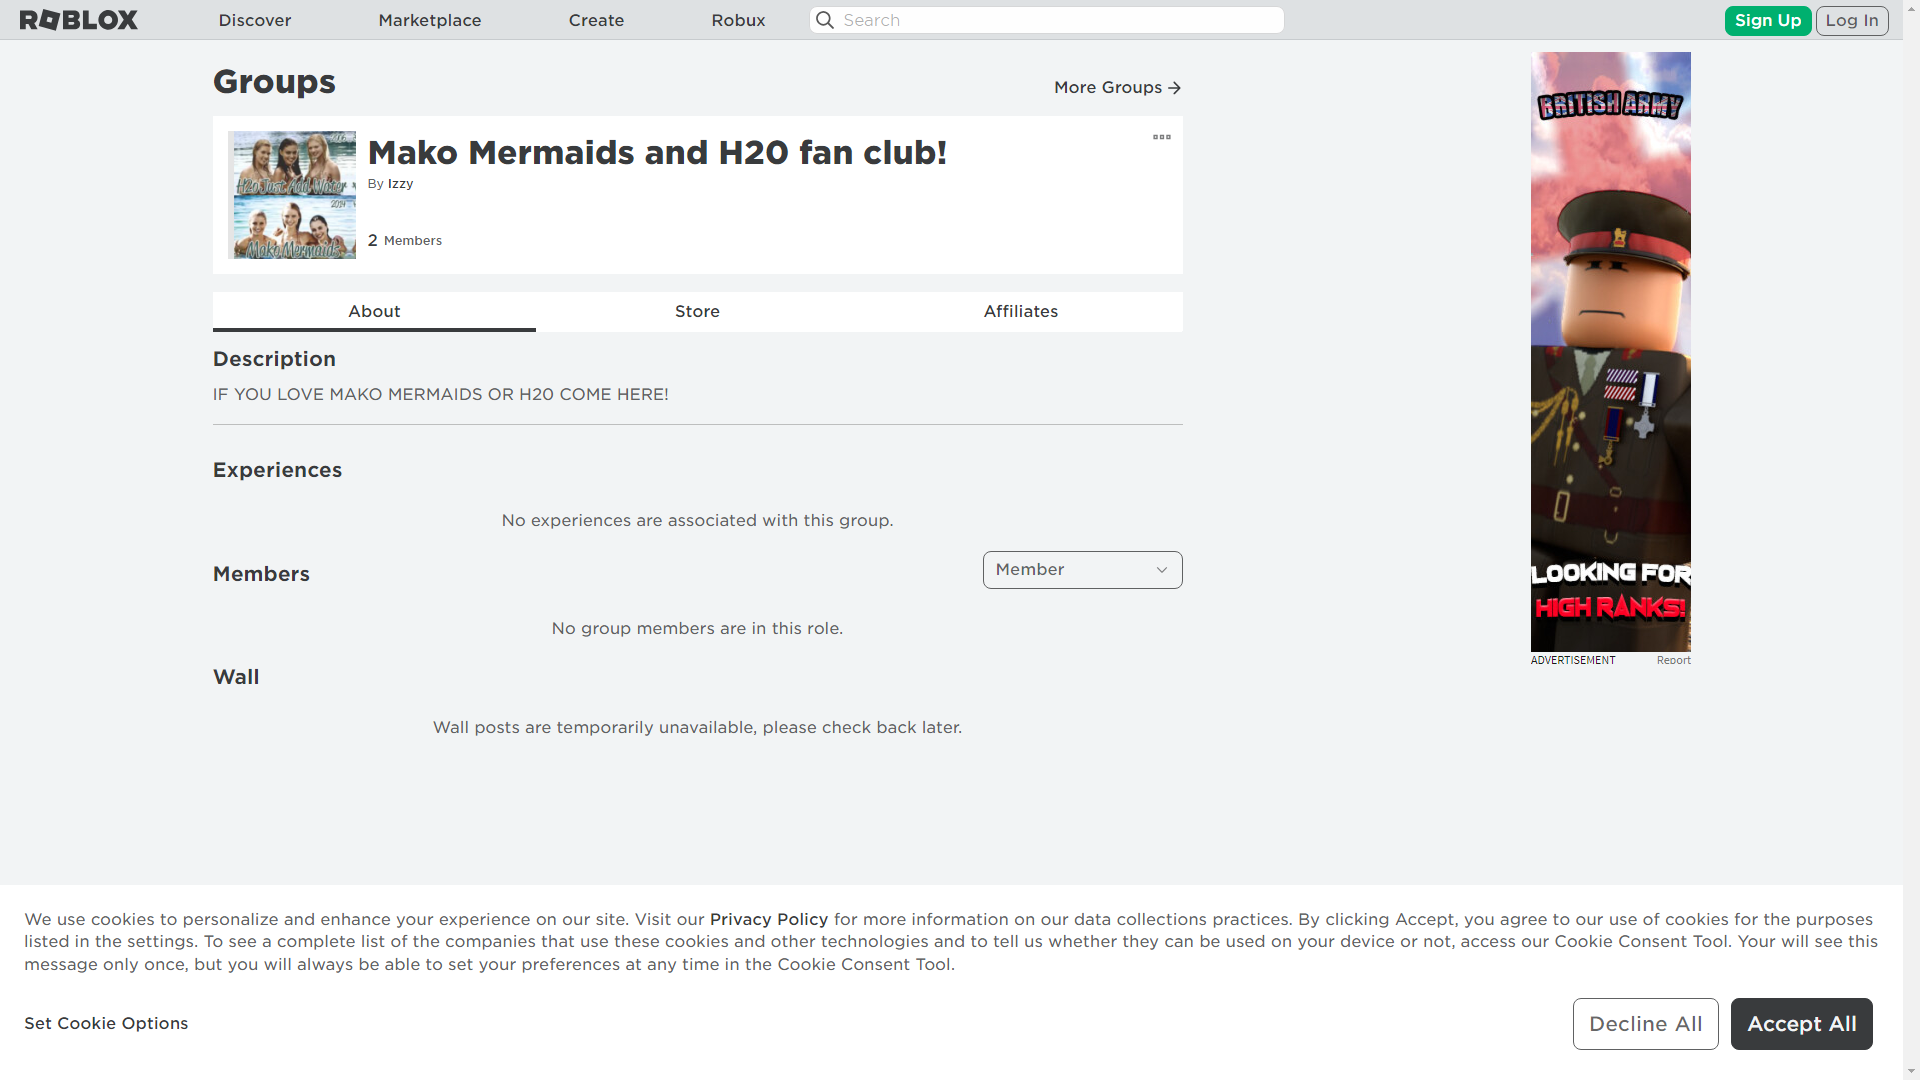 ROBLOX
Discover
Marketplace
Create
Robux
Search
Sign Up
Log In
Groups
More Groups
Mako Mermaids and H20 fan club!
By Izzy
2 Members
H2o Just Add Water
2014
Mako Mermaids
About
Store
Affiliates
Description
IF YOU LOVE MAKO MERMAIDS OR H20 COME HERE!
Experiences
No experiences are associated with this group.
Members
Member
No group members are in this role.
Wall
Wall posts are temporarily unavailable, please check back later.
BRITISH ARMY
LOOKING FOR
HIGH RANKS!
ADVERTISEMENT
Report
We use cookies to personalize and enhance your experience on our site. Visit our Privacy Policy for more information on our data collections practices. By clicking Accept, you agree to our use of cookies for the purposes
listed in the settings. To see a complete list of the companies that use these cookies and other technologies and to tell us whether they can be used on your device or not, access our Cookie Consent Tool. Your will see this
message only once, but you will always be able to set your preferences at any time in the Cookie Consent Tool.
Set Cookie Options
Decline All
Accept All